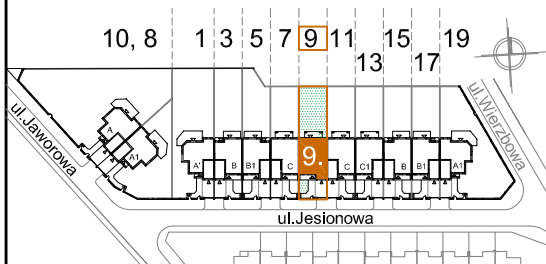 10, 8 1 3 5 7 9 11 15 19
13 17
ul.Jaworowa
ul.Wierzbowa
A
A1
9.
A' B B1 C C C1 B B1 A1
ul.Jesionowa